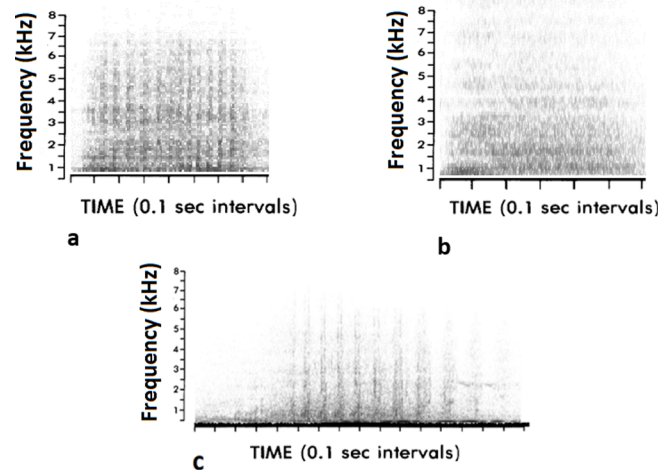 Frequency (kHz)
8
7
6
5
4
3
2
1
TIME (0.1 sec intervals)
a
Frequency (kHz)
8
7
6
5
4
3
2
1
TIME (0.1 sec intervals)
b
Frequency (kHz)
8
7
6
5
4
3
2
1
TIME (0.1 sec intervals)
c